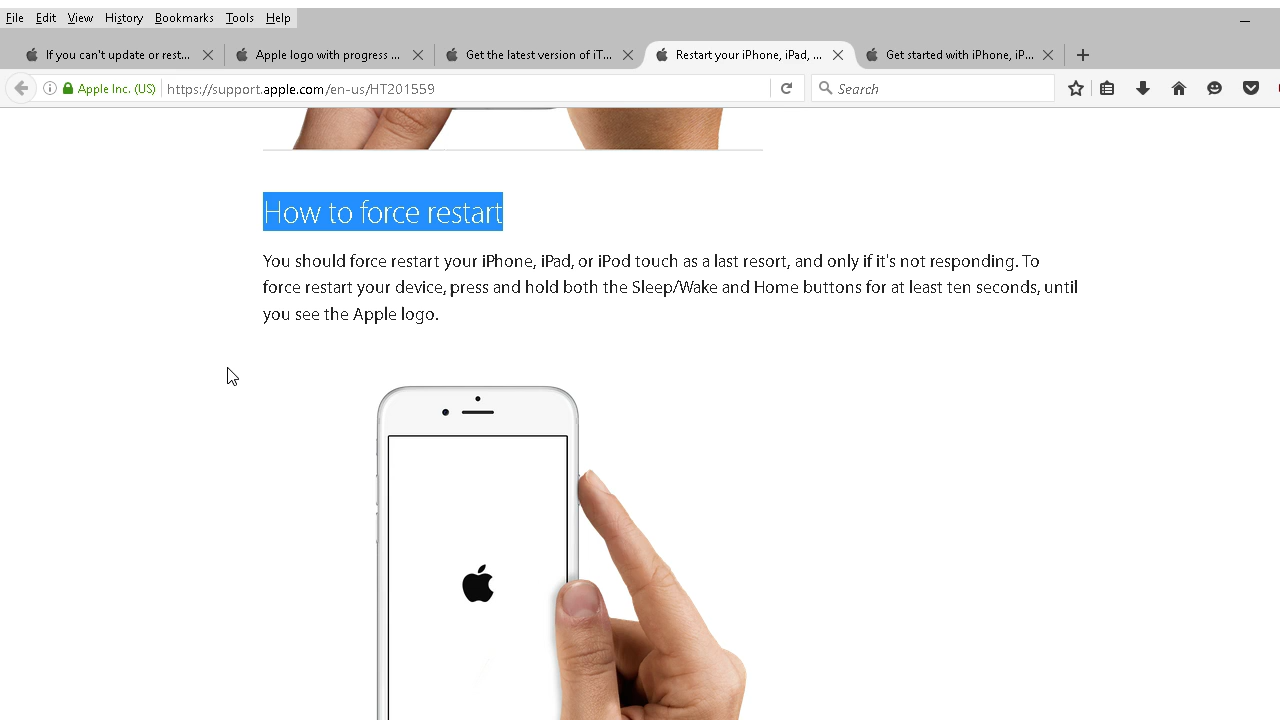 File Edit View History Bookmarks Tools Help
If you can't update or rest... Apple logo with progress ... Get the latest version of iT... Restart your iPhone, iPad, ... Get started with iPhone, iP...
Apple Inc. (US) https://support.apple.com/en-us/HT201559 Search
How to force restart
You should force restart your iPhone, iPad, or iPod touch as a last resort, and only if it's not responding. To
force restart your device, press and hold both the Sleep/Wake and Home buttons for at least ten seconds, until
you see the Apple logo.